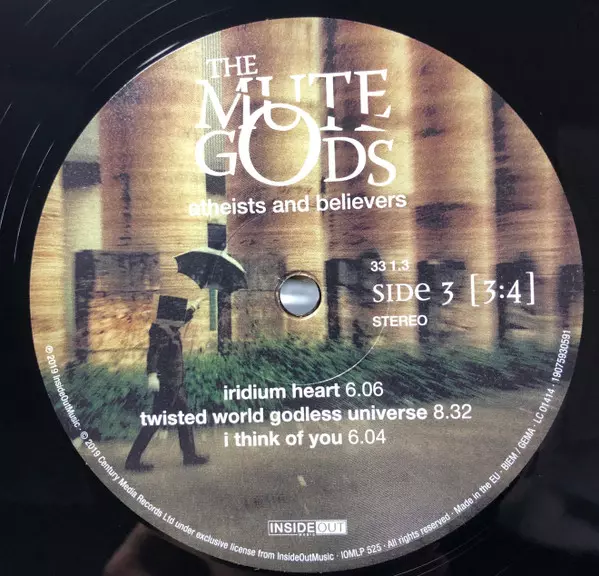 THE
MUTE
GODS
atheists and believers
33 1.3
SIDE 3 [3:4]
STEREO
iridium heart 6.06
twisted world godless universe 8.32
i think of you 6.04
INSIDEOUT
MUSIC
℗ 2019 InsideOutMusic · © 2019 Century Media Records Ltd under exclusive license from InsideOutMusic · IOMLP 525 · All rights reserved · Made in the EU · BIEM / GEMA · LC 01414 · 19075930591